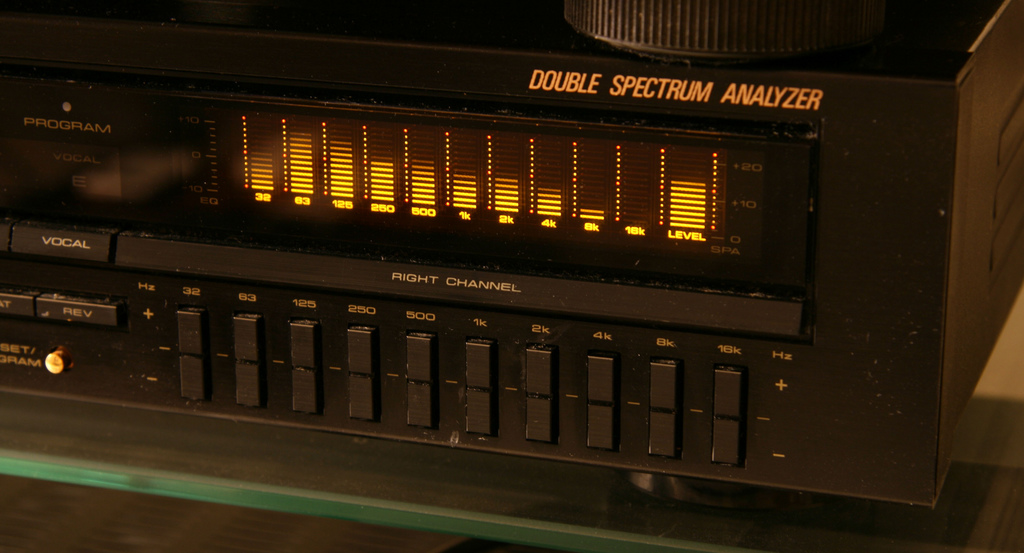 DOUBLE SPECTRUM ANALYZER
PROGRAM
VOCAL
E
+10
0
10
EQ
32 63 125 250 500 1k 2k 4k 8k 16k LEVEL
+20
+10
0
SPA
VOCAL
RIGHT CHANNEL
AT
REV
Hz 32 63 125 250 500 1k 2k 4k 8k 16k Hz
+ +
- -
SET/
GRAM